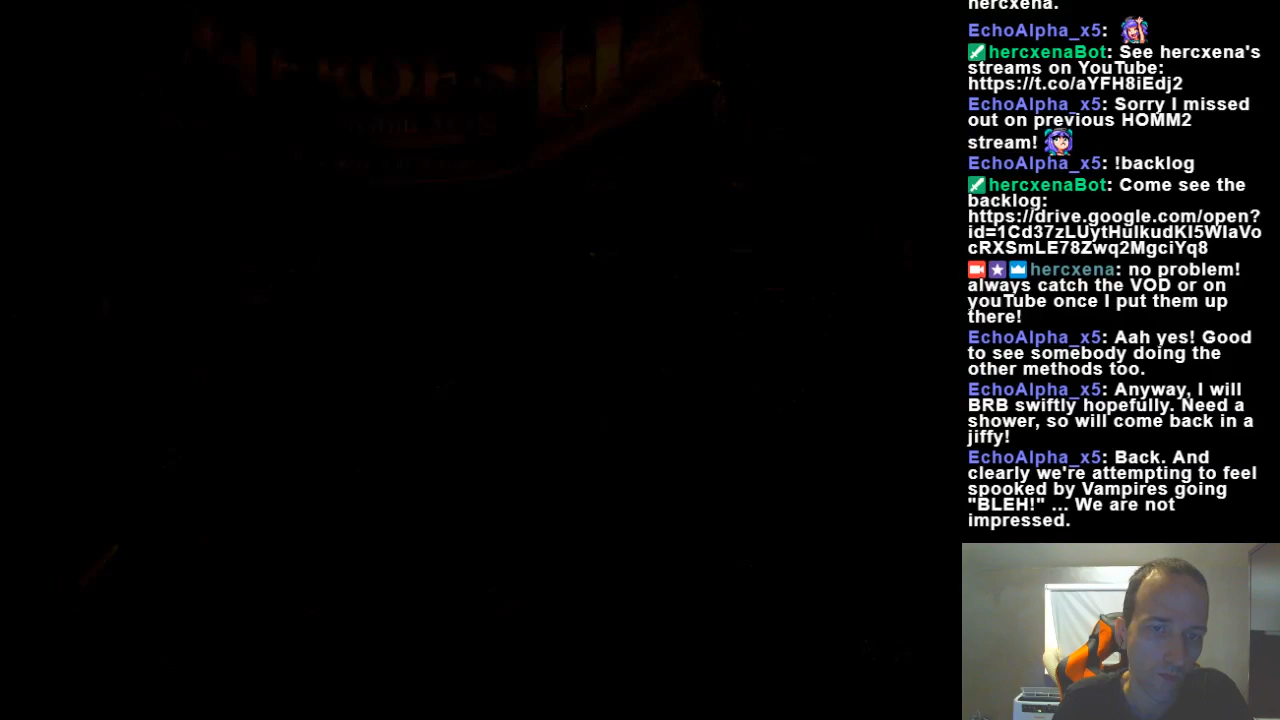 HEROES II
hercxena.
EchoAlpha_x5:
hercxenaBot: See hercxena's
streams on YouTube:
https://t.co/aYFH8iEdj2
EchoAlpha_x5: Sorry I missed
out on previous HOMM2
stream!
EchoAlpha_x5: !backlog
hercxenaBot: Come see the
backlog:
https://drive.google.com/open?
id=1Cd37zLUytHulkudKl5WlaVo
cRXSmLE78Zwq2MgciYq8
hercxena: no problem!
always catch the VOD or on
youTube once I put them up
there!
EchoAlpha_x5: Aah yes! Good
to see somebody doing the
other methods too.
EchoAlpha_x5: Anyway, I will
BRB swiftly hopefully. Need a
shower, so will come back in a
jiffy!
EchoAlpha_x5: Back. And
clearly we're attempting to feel
spooked by Vampires going
"BLEH!" ... We are not
impressed.